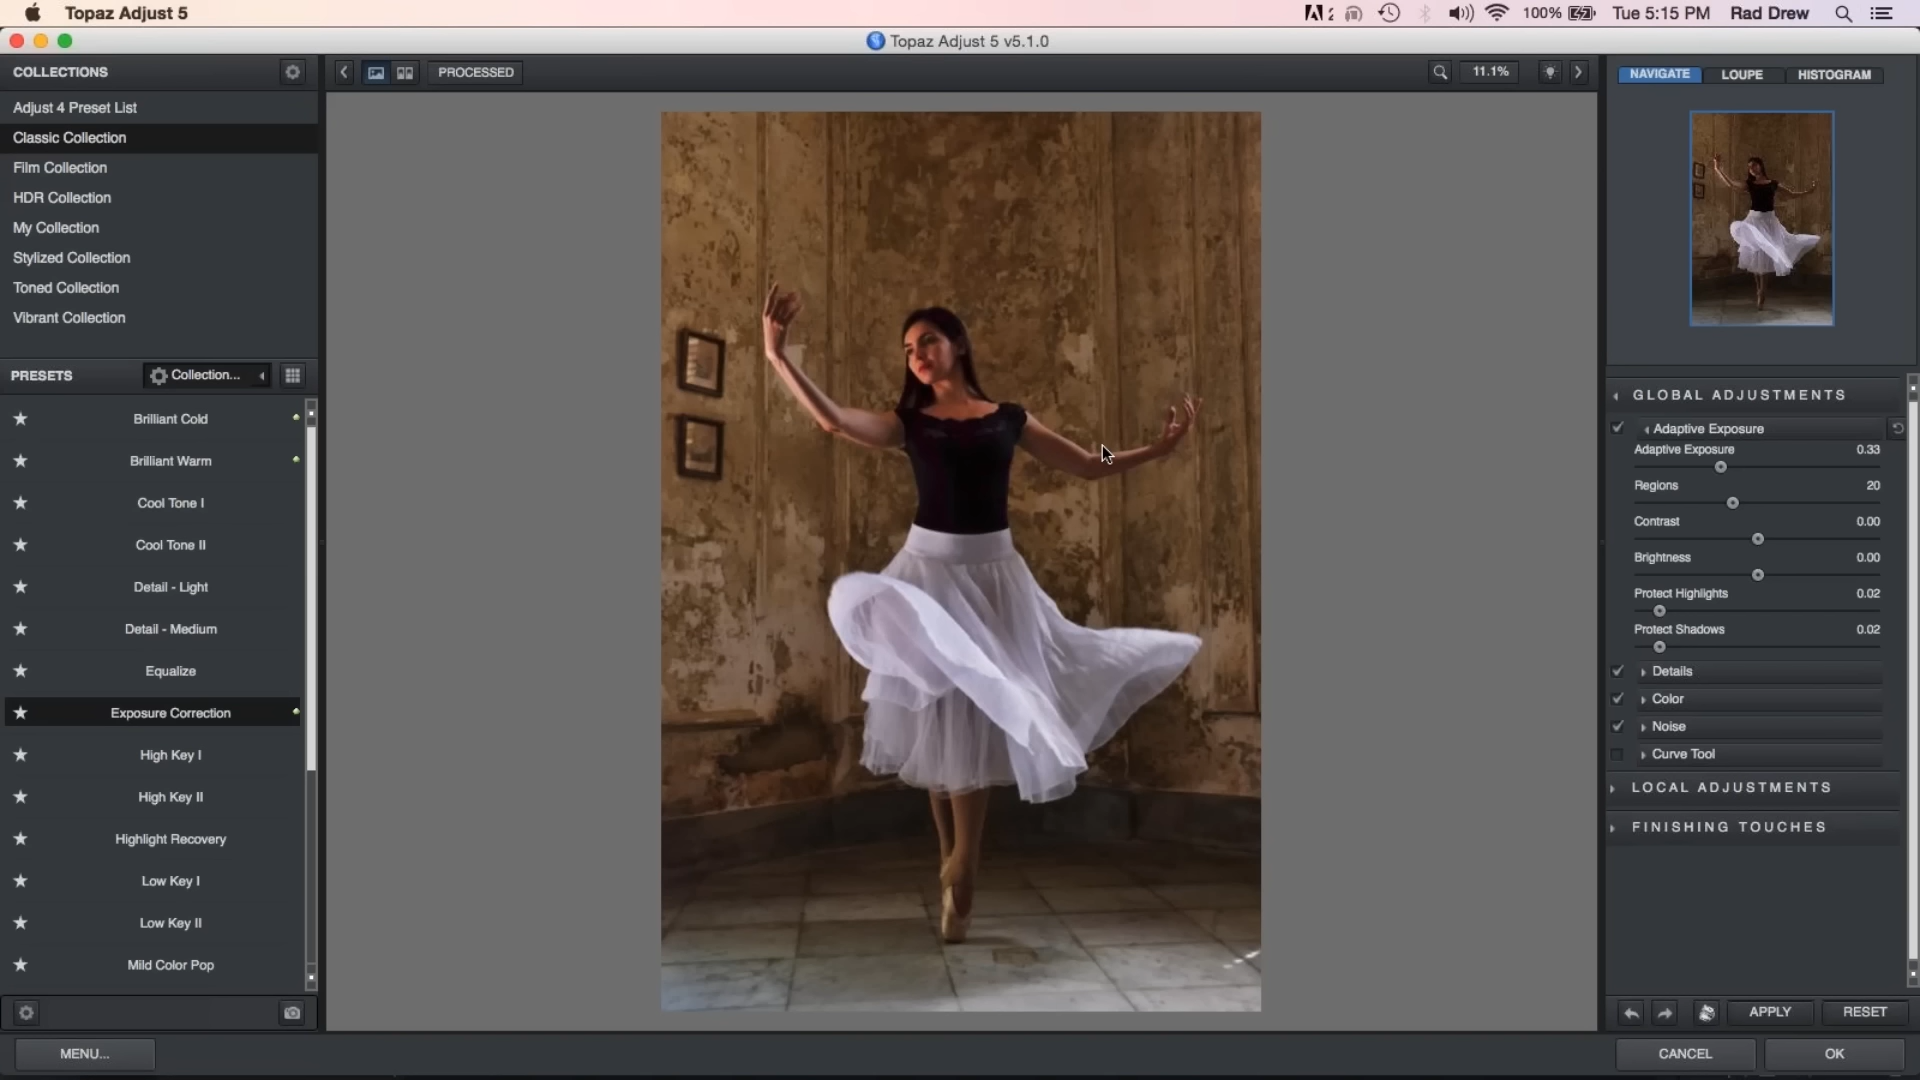 Topaz Adjust 5
2
100%
Tue 5:15 PM
Rad Drew
Topaz Adjust 5 v5.1.0
COLLECTIONS
PROCESSED
11.1%
NAVIGATE
LOUPE
HISTOGRAM
Adjust 4 Preset List
Classic Collection
Film Collection
HDR Collection
My Collection
Stylized Collection
Toned Collection
Vibrant Collection
PRESETS
Collection...
Brilliant Cold
Brilliant Warm
Cool Tone I
Cool Tone II
Detail - Light
Detail - Medium
Equalize
Exposure Correction
High Key I
High Key II
Highlight Recovery
Low Key I
Low Key II
Mild Color Pop
GLOBAL ADJUSTMENTS
Adaptive Exposure
Adaptive Exposure 0.33
Regions 20
Contrast 0.00
Brightness 0.00
Protect Highlights 0.02
Protect Shadows 0.02
Details
Color
Noise
Curve Tool
LOCAL ADJUSTMENTS
FINISHING TOUCHES
APPLY
RESET
MENU...
CANCEL
OK